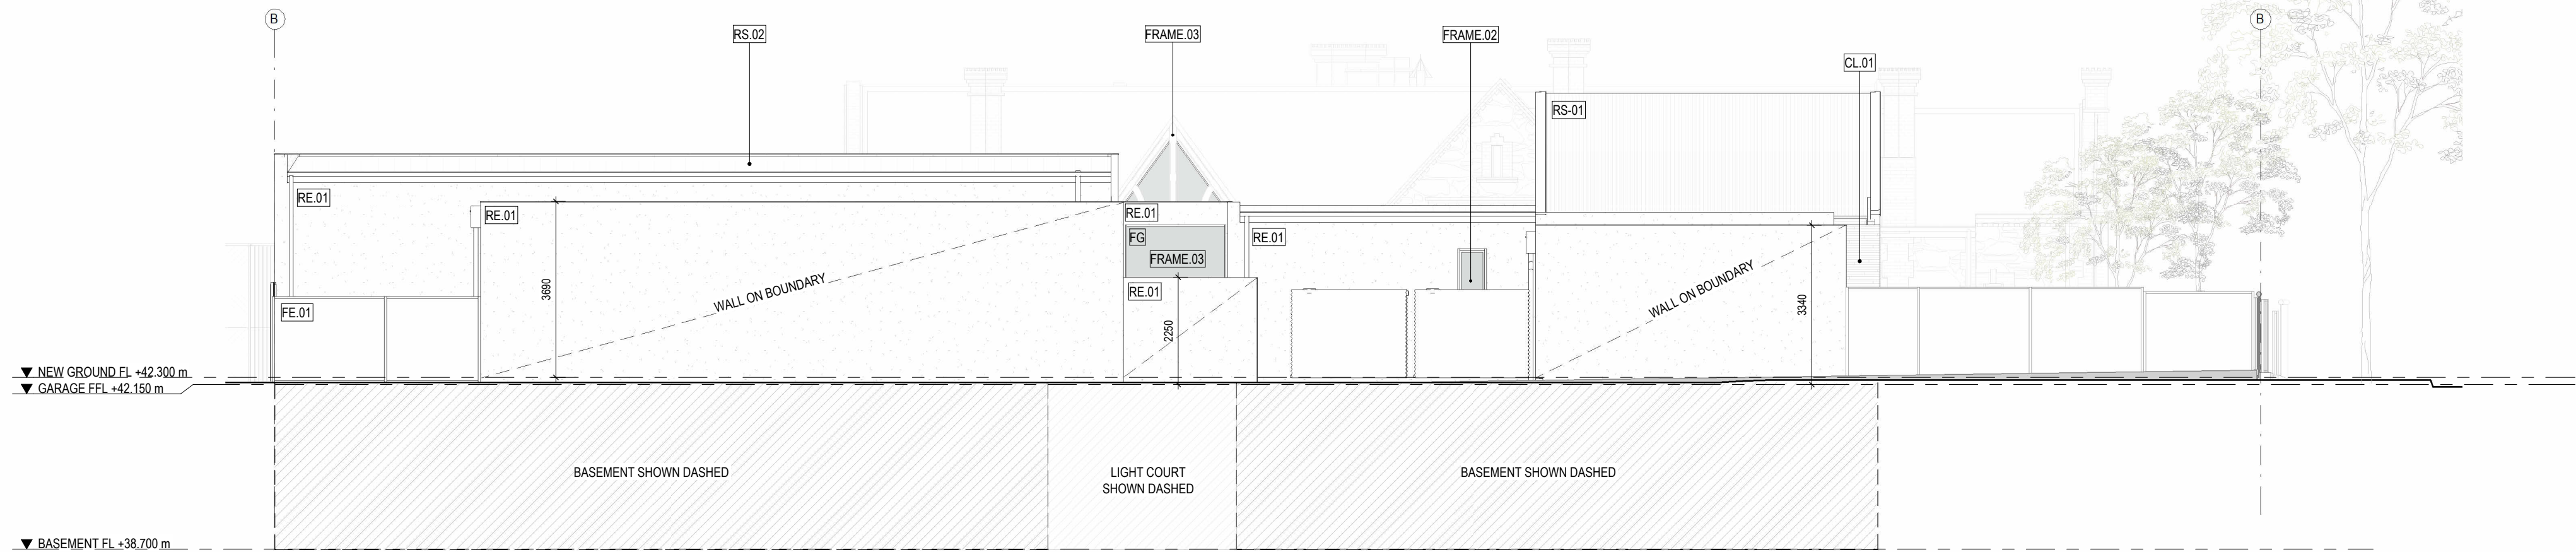 B
B
RS.02
FRAME.03
FRAME.02
CL.01
RS-01
RE.01
RE.01
RE.01
FG
FRAME.03
RE.01
RE.01
FE.01
3690
WALL ON BOUNDARY
2250
WALL ON BOUNDARY
3340
NEW GROUND FL +42.300 m
GARAGE FFL +42.150 m
BASEMENT SHOWN DASHED
LIGHT COURT
SHOWN DASHED
BASEMENT SHOWN DASHED
BASEMENT FL +38.700 m